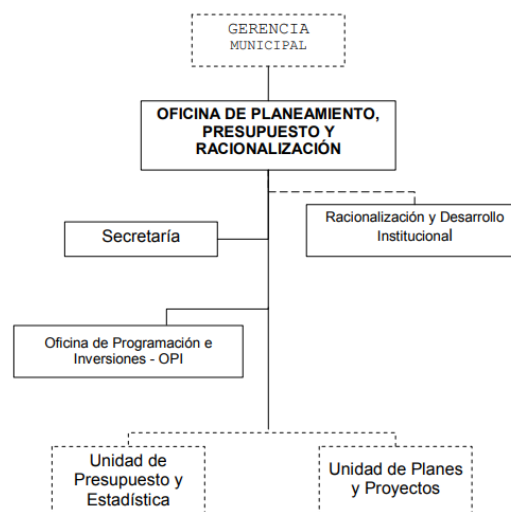 GERENCIA
MUNICIPAL
OFICINA DE PLANEAMIENTO,
PRESUPUESTO Y
RACIONALIZACIÓN
Racionalización y Desarrollo
Institucional
Secretaría
Oficina de Programación e
Inversiones - OPI
Unidad de
Presupuesto y
Estadística
Unidad de Planes
y Proyectos